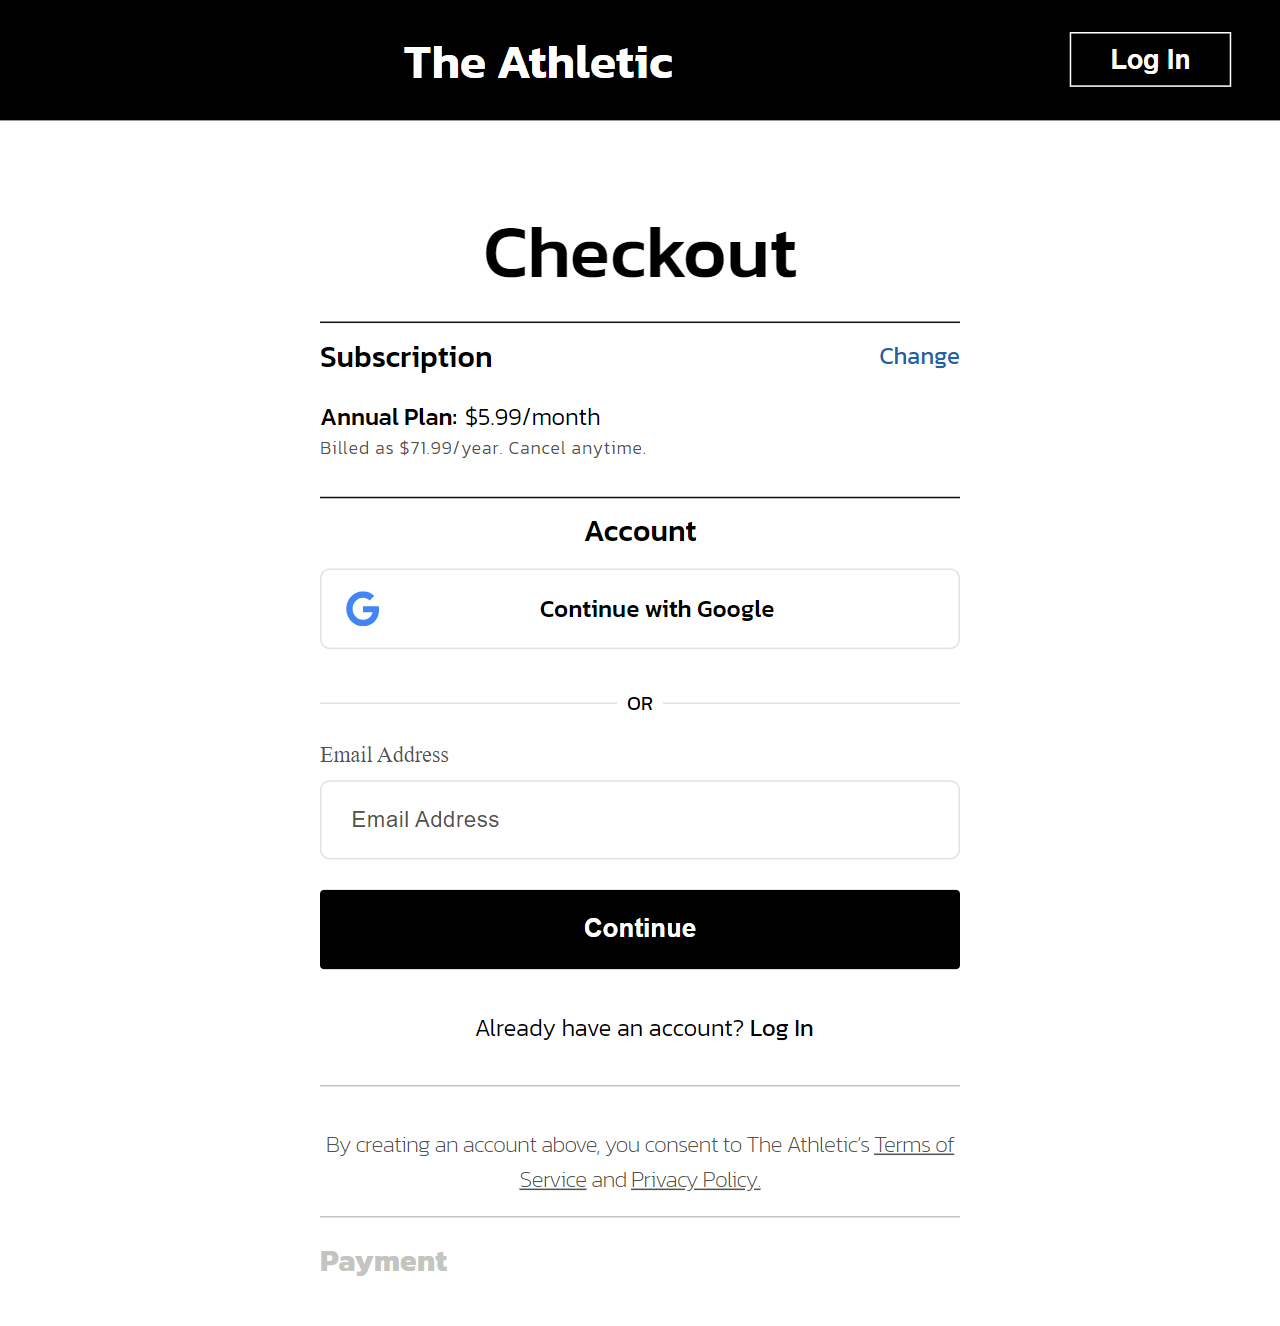 The Athletic
Log In
Checkout
Subscription
Change
Annual Plan: $5.99/month
Billed as $71.99/year. Cancel anytime.
Account
Continue with Google
OR
Email Address
Email Address
Continue
Already have an account? Log In
By creating an account above, you consent to The Athletic’s Terms of
Service and Privacy Policy.
Payment